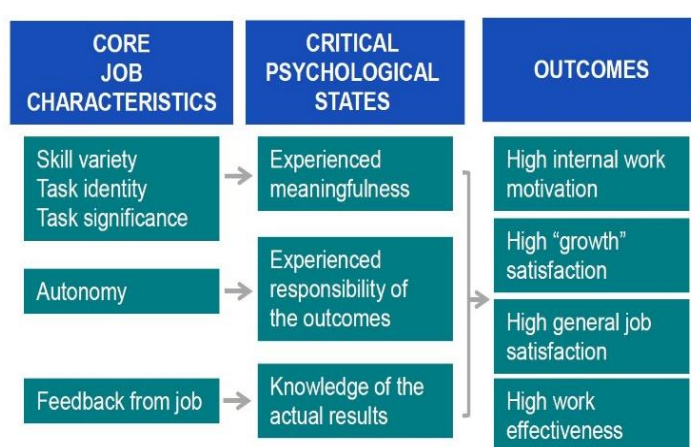 CORE
JOB
CHARACTERISTICS
CRITICAL
PSYCHOLOGICAL
STATES
OUTCOMES
Skill variety
Task identity
Task significance
Experienced
meaningfulness
High internal work
motivation
High “growth”
satisfaction
Autonomy
Experienced
responsibility of
the outcomes
High general job
satisfaction
Feedback from job
Knowledge of the
actual results
High work
effectiveness